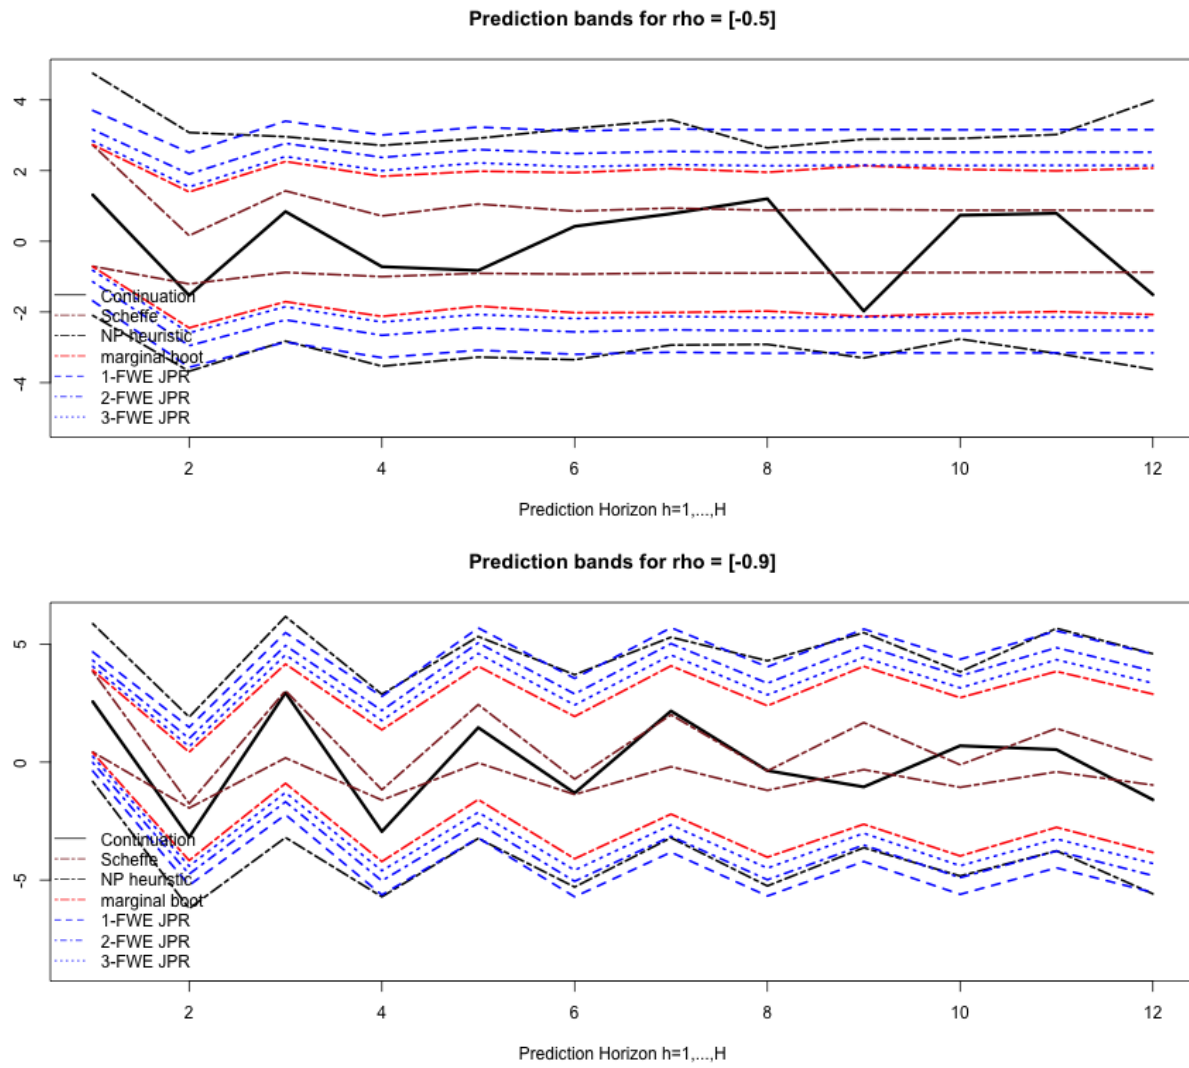 Prediction bands for rho = [-0.5]
4
2
0
-2
-4
Continuation
Scheffe
NP heuristic
marginal boot
1-FWE JPR
2-FWE JPR
3-FWE JPR
2 4 6 8 10 12
Prediction Horizon h=1,...,H
Prediction bands for rho = [-0.9]
5
0
-5
Continuation
Scheffe
NP heuristic
marginal boot
1-FWE JPR
2-FWE JPR
3-FWE JPR
2 4 6 8 10 12
Prediction Horizon h=1,...,H